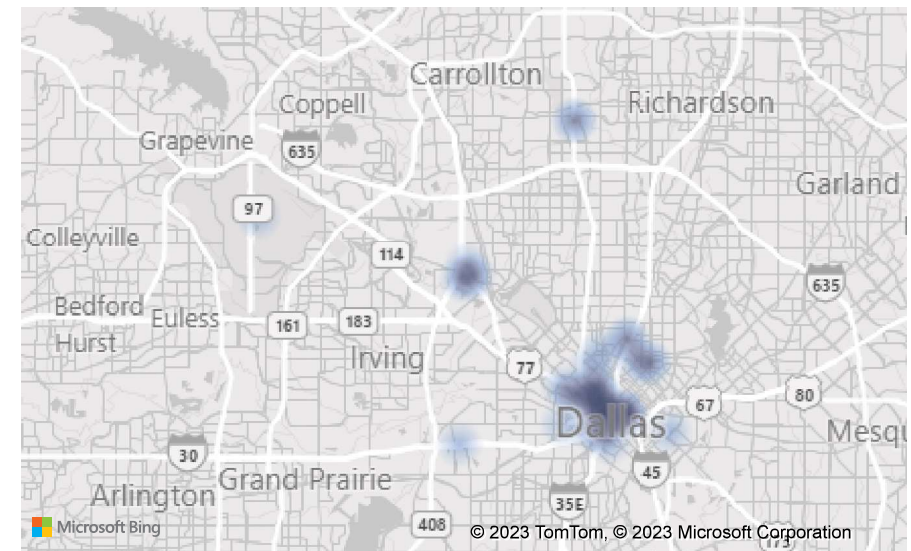 Carrollton
Coppell
Richardson
Grapevine
635
Garland
97
Colleyville
114
635
Bedford
Euless
161
183
Hurst
Irving
77
80
67
Dallas
Mesqu
30
45
Grand Prairie
Arlington
35E
408
Microsoft Bing
© 2023 TomTom, © 2023 Microsoft Corporation